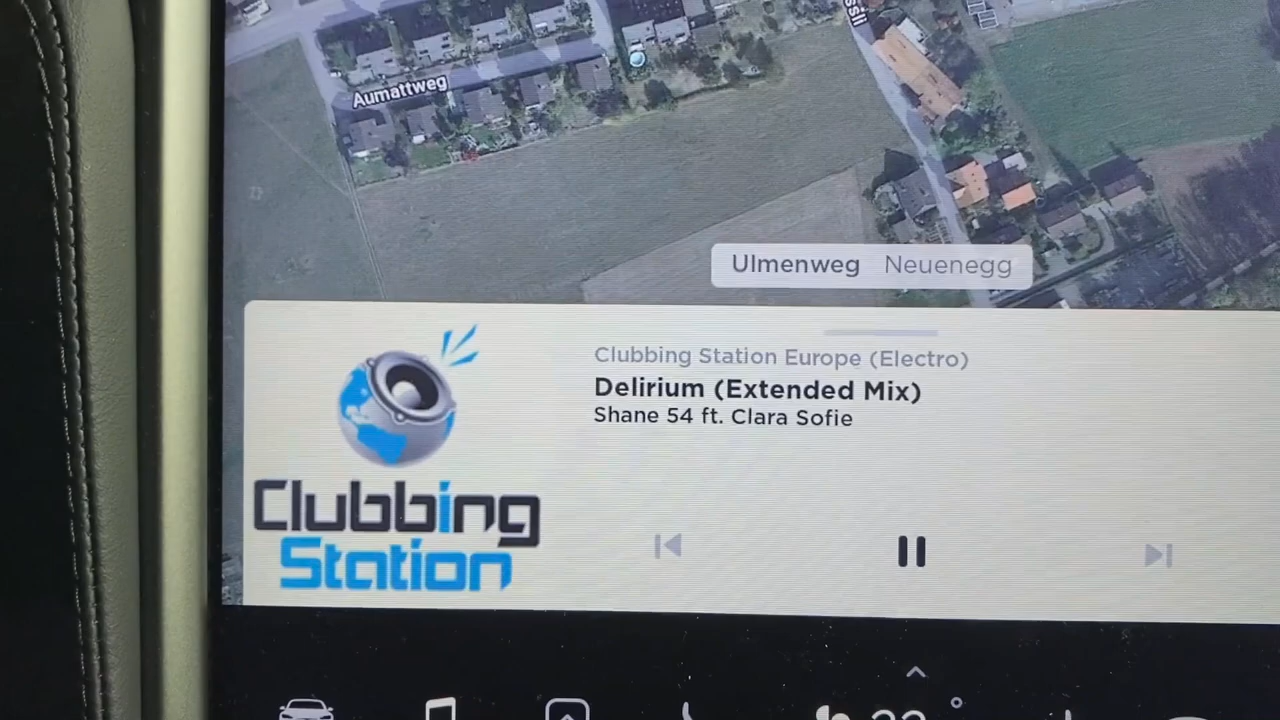 Aumattweg
Ulmenweg Neuenegg
Clubbing Station Europe (Electro)
Delirium (Extended Mix)
Shane 54 ft. Clara Sofie
Clubbing
Station